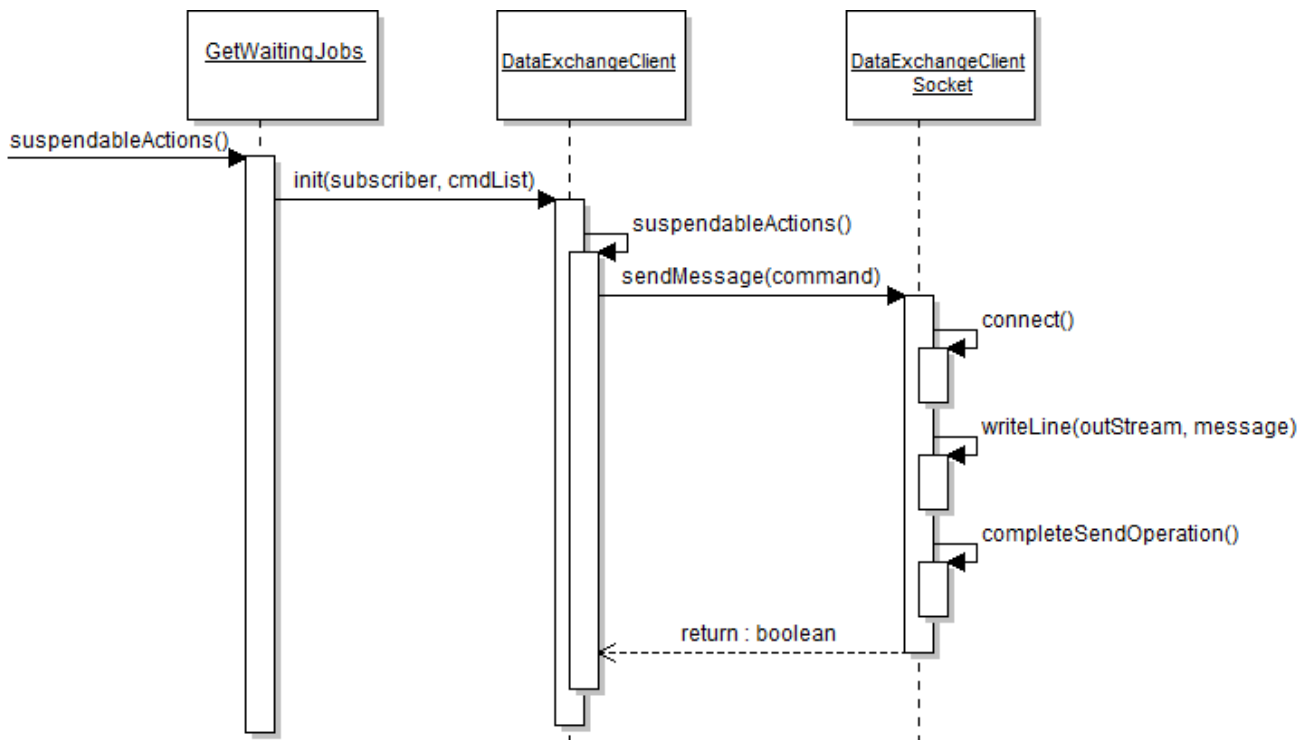 GetWaitingJobs
DataExchangeClient
DataExchangeClient
Socket
suspendableActions()
init(subscriber, cmdList)
suspendableActions()
sendMessage(command)
connect()
writeLine(outStream, message)
completeSendOperation()
return : boolean